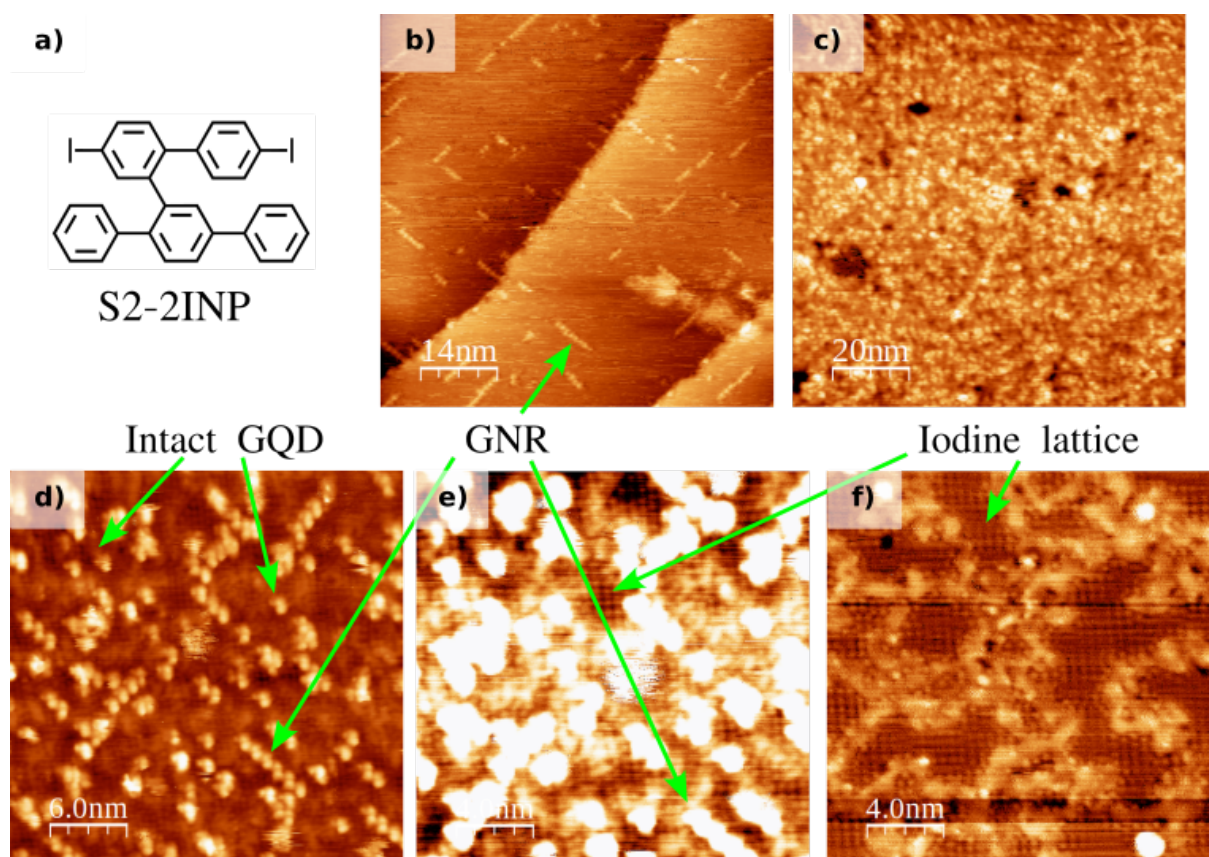 a)
I
I
S2-2INP
b)
14nm
c)
20nm
Intact GQD
GNR
Iodine lattice
d)
6.0nm
e)
f)
4.0nm